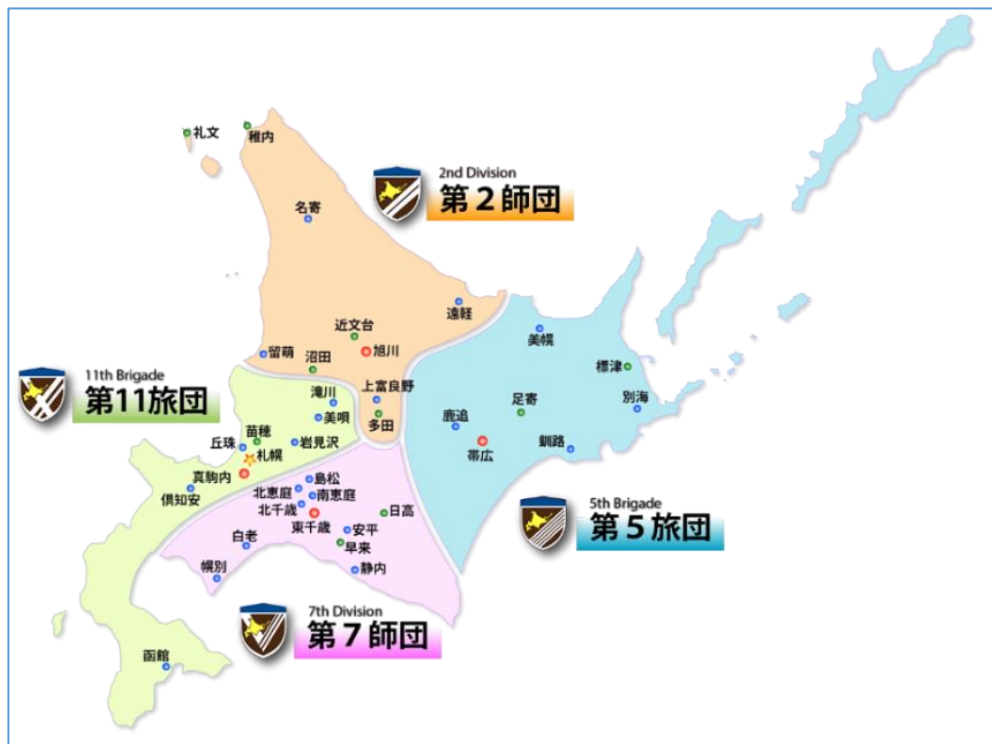 礼文
稚内
2nd Division
第２師団
名寄
遠軽
近文台
旭川
美幌
留萌
沼田
標津
11th Brigade
第11旅団
上富良野
滝川
美唄
多田
足寄
別海
鹿追
苗穂
丘珠
岩見沢
札幌
帯広
釧路
真駒内
倶知安
島松
北恵庭
南恵庭
北千歳
東千歳
日高
5th Brigade
第５旅団
安平
白老
早来
幌別
静内
7th Division
第７師団
函館